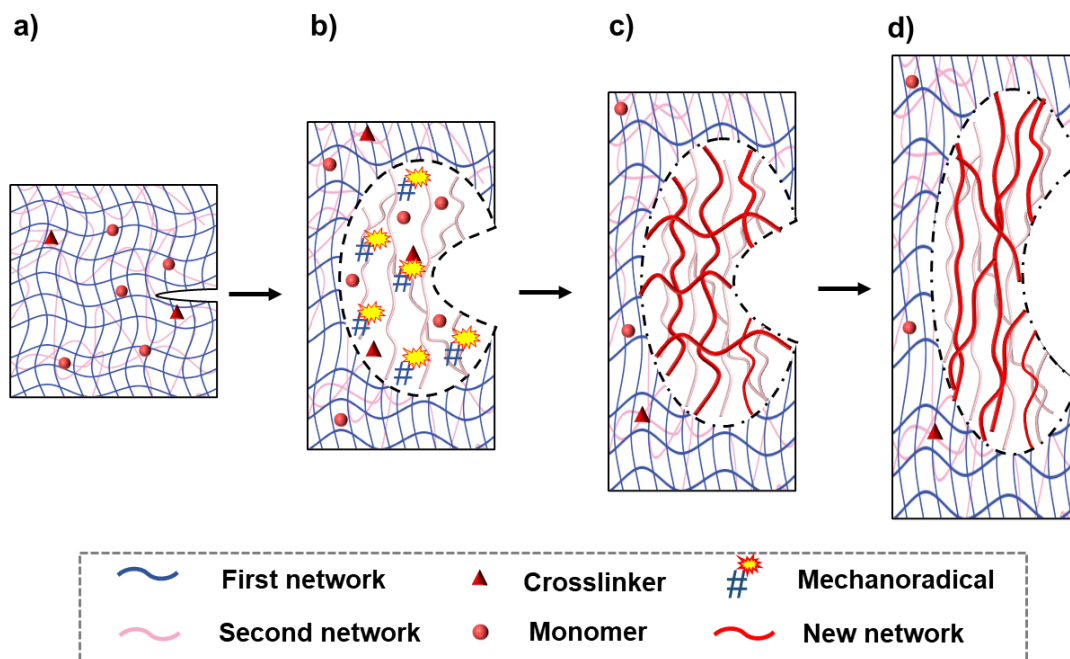 a)
b)
c)
d)
First network
Crosslinker
Mechanoradical
Second network
Monomer
New network